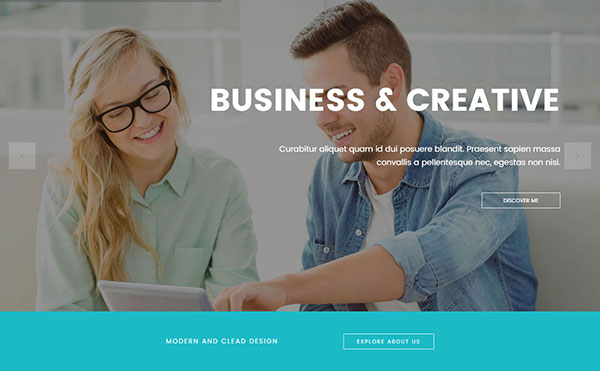 BUSINESS & CREATIVE
Curabitur aliquet quam id dui posuere blandit. Praesent sapien massa
convallis a pellentesque nec, egestas non nisi.
DISCOVER ME
MODERN AND CLEAD DESIGN
EXPLORE ABOUT US